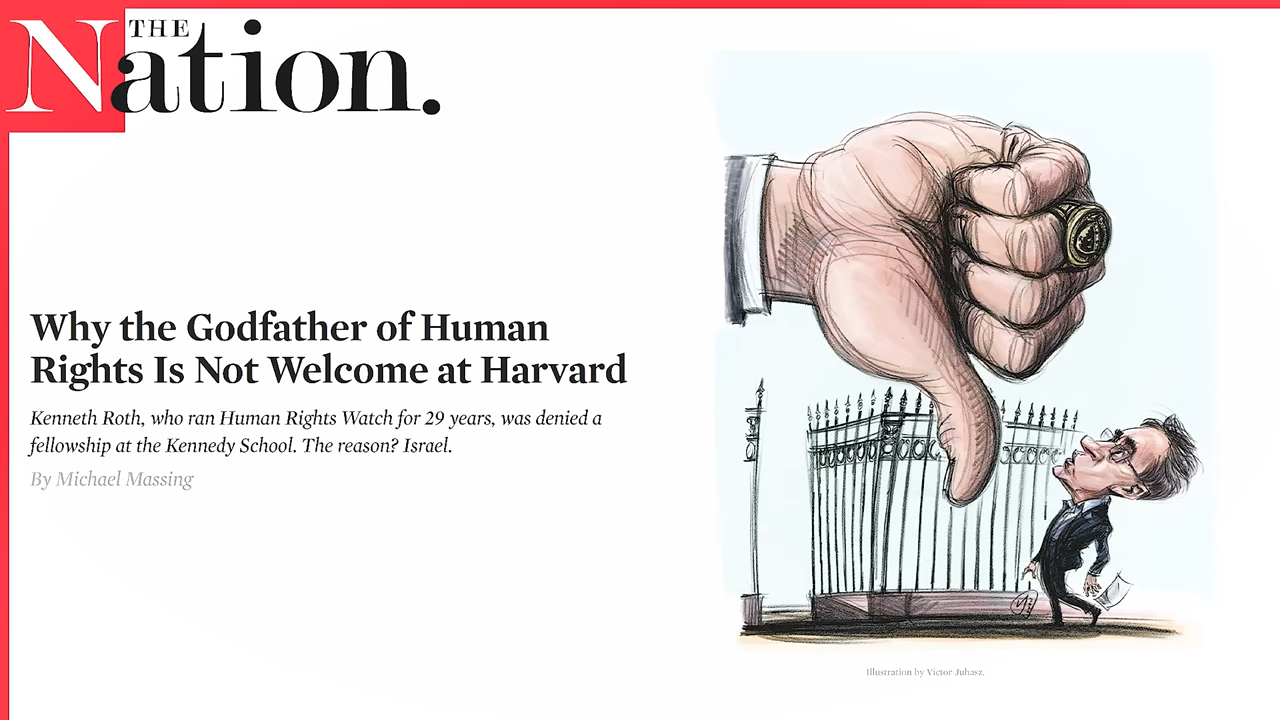 THE
Nation.
Why the Godfather of Human
Rights Is Not Welcome at Harvard
Kenneth Roth, who ran Human Rights Watch for 29 years, was denied a
fellowship at the Kennedy School. The reason? Israel.
By Michael Massing
Illustration by Victor Juhasz.